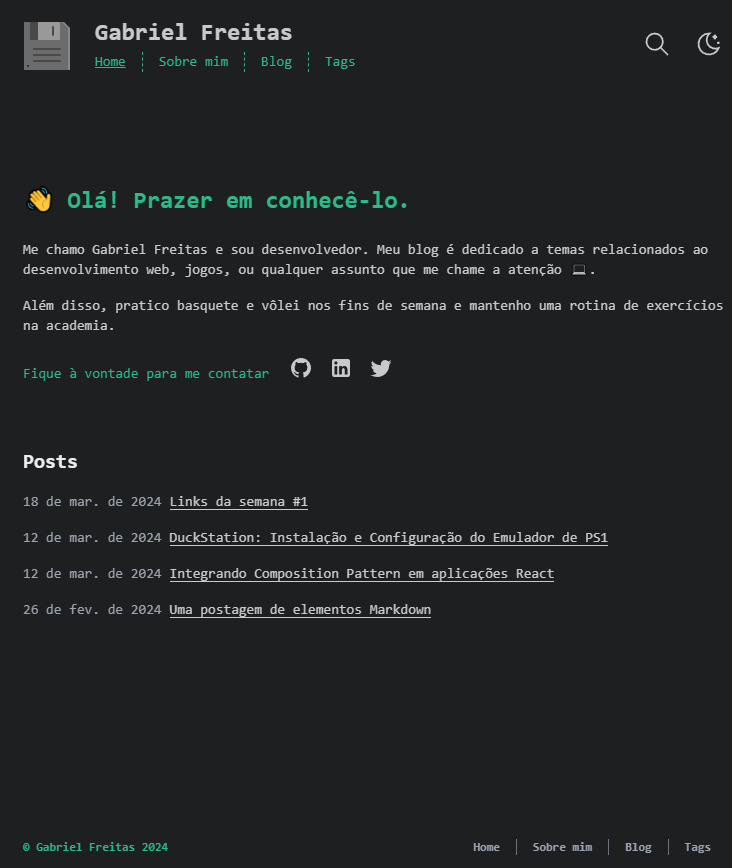 Gabriel Freitas
Home Sobre mim Blog Tags
Olá! Prazer em conhecê-lo.
Me chamo Gabriel Freitas e sou desenvolvedor. Meu blog é dedicado a temas relacionados ao
desenvolvimento web, jogos, ou qualquer assunto que me chame a atenção 💻.
Além disso, pratico basquete e vôlei nos fins de semana e mantenho uma rotina de exercícios
na academia.
Fique à vontade para me contatar
Posts
18 de mar. de 2024 Links da semana #1
12 de mar. de 2024 DuckStation: Instalação e Configuração do Emulador de PS1
12 de mar. de 2024 Integrando Composition Pattern em aplicações React
26 de fev. de 2024 Uma postagem de elementos Markdown
© Gabriel Freitas 2024 Home Sobre mim Blog Tags